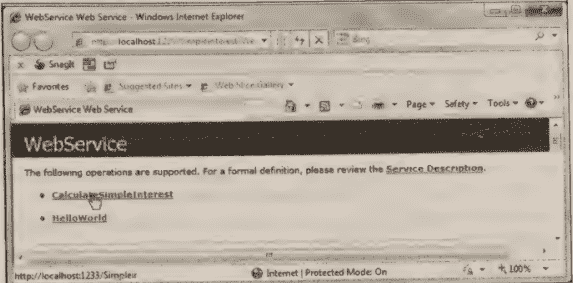 WebService Web Service - Windows Internet Explorer
localhost:
Bing
x SnagIt
Favorites Suggested Sites Web Slice Gallery
WebService Web Service Page Safety Tools
WebService
The following operations are supported. For a formal definition, please review the Service Description.
• CalculateSimpleInterest
• HelloWorld
http://localhost:1233/Simpleir Internet | Protected Mode: On 100%